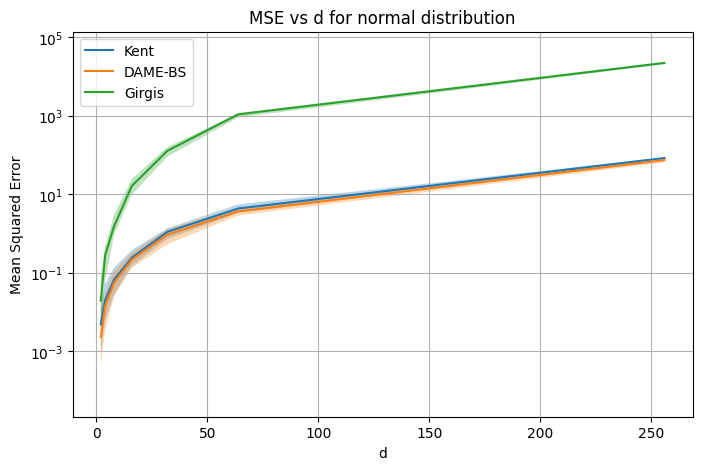 MSE vs d for normal distribution
Kent
DAME-BS
Girgis
Mean Squared Error
10^5
10^3
10^1
10^−1
10^−3
0
50
100
150
200
250
d